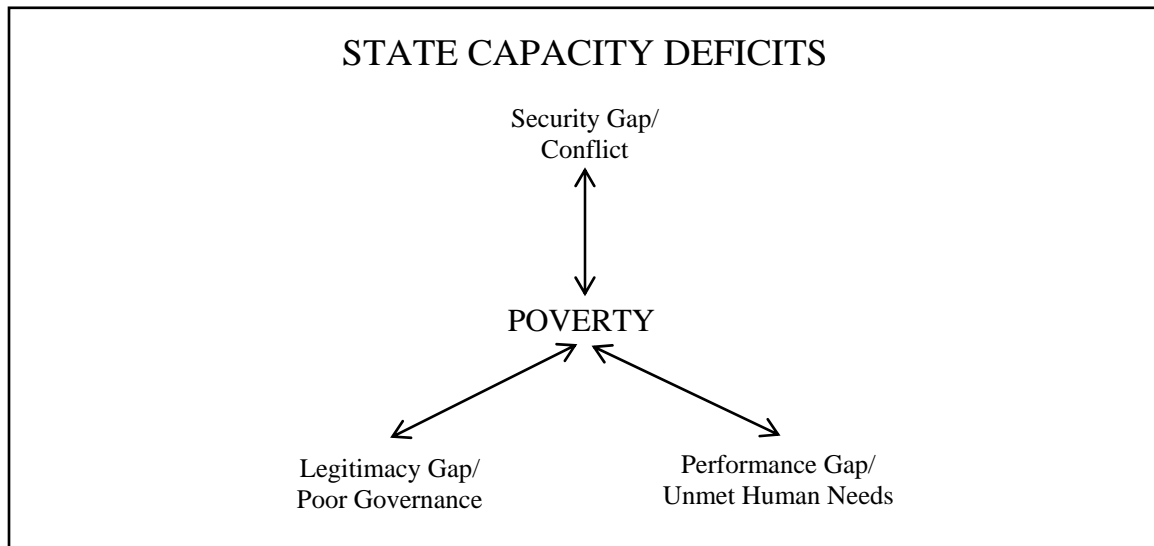 STATE CAPACITY DEFICITS
Security Gap/
Conflict
POVERTY
Legitimacy Gap/
Poor Governance
Performance Gap/
Unmet Human Needs